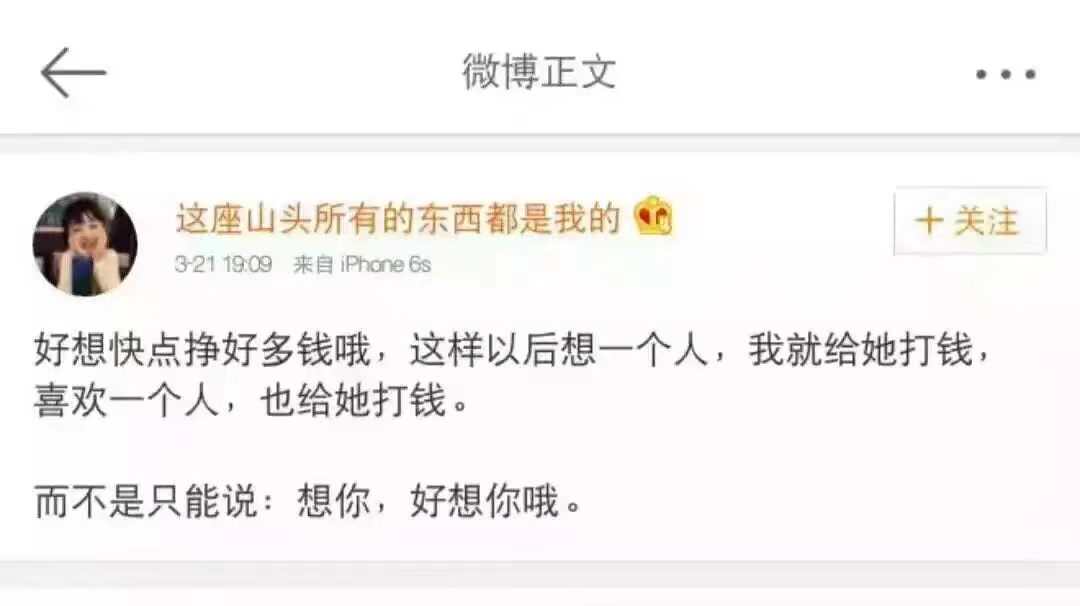 微博正文
这座山头所有的东西都是我的
+ 关注
3-21 19:09 来自 iPhone 6s
好想快点挣好多钱哦，这样以后想一个人，我就给她打钱，
喜欢一个人，也给她打钱。
而不是只能说：想你，好想你哦。